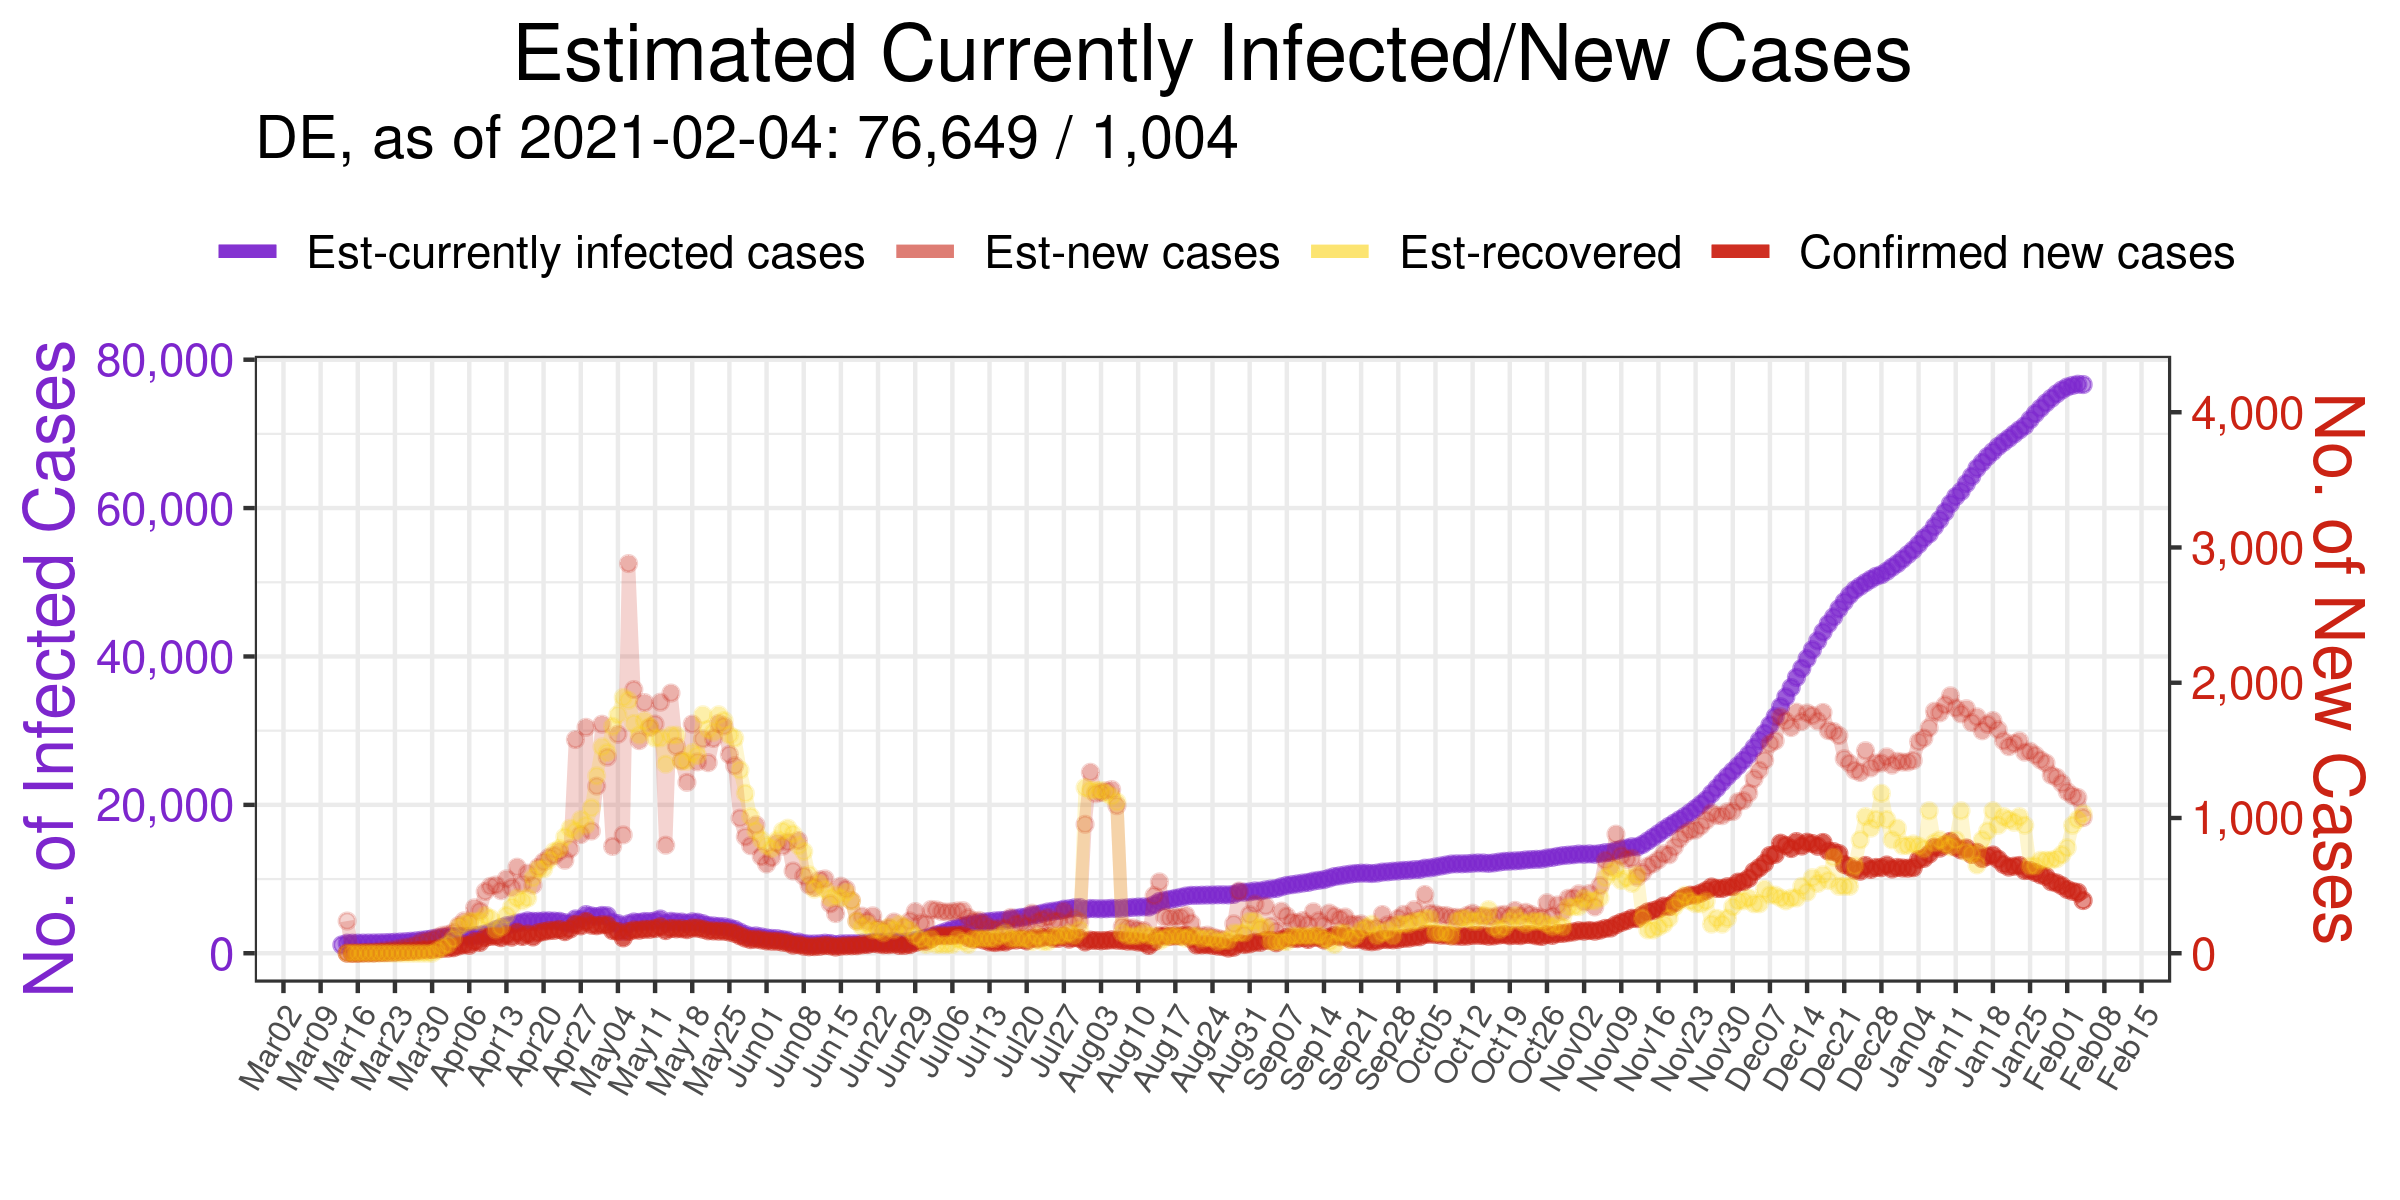 Estimated Currently Infected/New Cases
DE, as of 2021-02-04: 76,649 / 1,004
Est-currently infected cases Est-new cases Est-recovered Confirmed new cases
No. of Infected Cases
80,000
60,000
40,000
20,000
0
4,000
3,000
2,000
1,000
0
No. of New Cases
Mar02 Mar09 Mar16 Mar23 Mar30 Apr06 Apr13 Apr20 Apr27 May04 May11 May18 May25 Jun01 Jun08 Jun15 Jun22 Jun29 Jul06 Jul13 Jul20 Jul27 Aug03 Aug10 Aug17 Aug24 Aug31 Sep07 Sep14 Sep21 Sep28 Oct05 Oct12 Oct19 Oct26 Nov02 Nov09 Nov16 Nov23 Nov30 Dec07 Dec14 Dec21 Dec28 Jan04 Jan11 Jan18 Jan25 Feb01 Feb08 Feb15